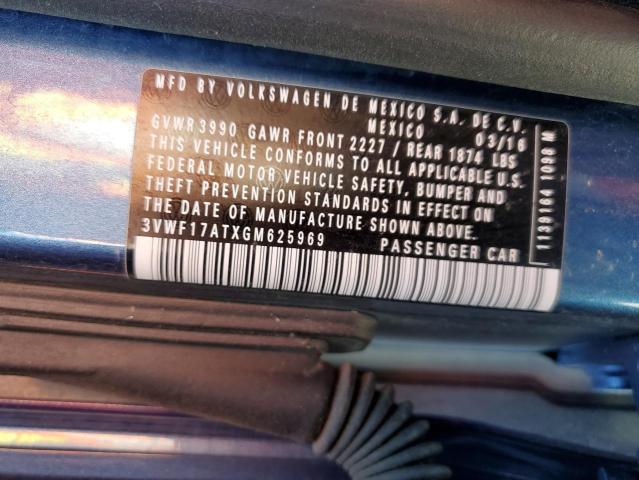 MFD BY VOLKSWAGEN DE MEXICO S.A. DE C.V.
MEXICO 03/16
GVWR 3990 GAWR FRONT 2227 / REAR 1874 LBS
THIS VEHICLE CONFORMS TO ALL APPLICABLE U.S.
FEDERAL MOTOR VEHICLE SAFETY, BUMPER AND
THEFT PREVENTION STANDARDS IN EFFECT ON
THE DATE OF MANUFACTURE SHOWN ABOVE.
3VWF17ATXGM625969 PASSENGER CAR
1139164 1098 M